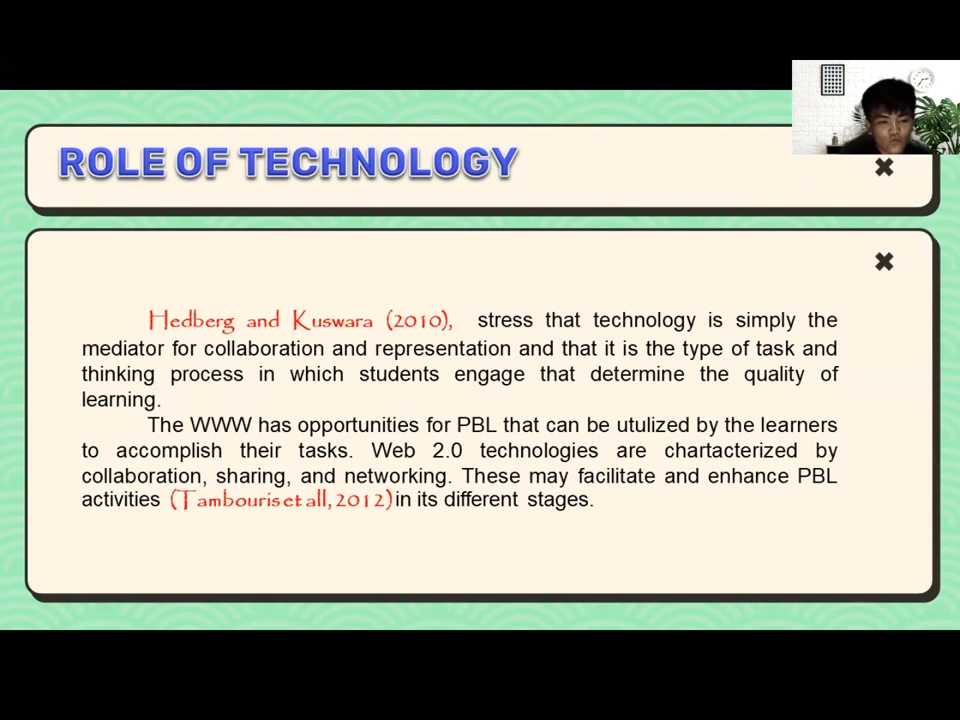 ROLE OF TECHNOLOGY
Hedberg and Kuswara (2010), stress that technology is simply the
mediator for collaboration and representation and that it is the type of task and
thinking process in which students engage that determine the quality of
learning.
The WWW has opportunities for PBL that can be utulized by the learners
to accomplish their tasks. Web 2.0 technologies are chartacterized by
collaboration, sharing, and networking. These may facilitate and enhance PBL
activities (Tambouris et all, 2012) in its different stages.